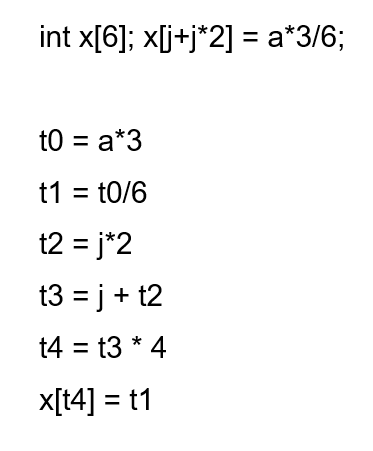 int x[6]; x[j+j*2] = a*3/6;
t0 = a*3
t1 = t0/6
t2 = j*2
t3 = j + t2
t4 = t3 * 4
x[t4] = t1